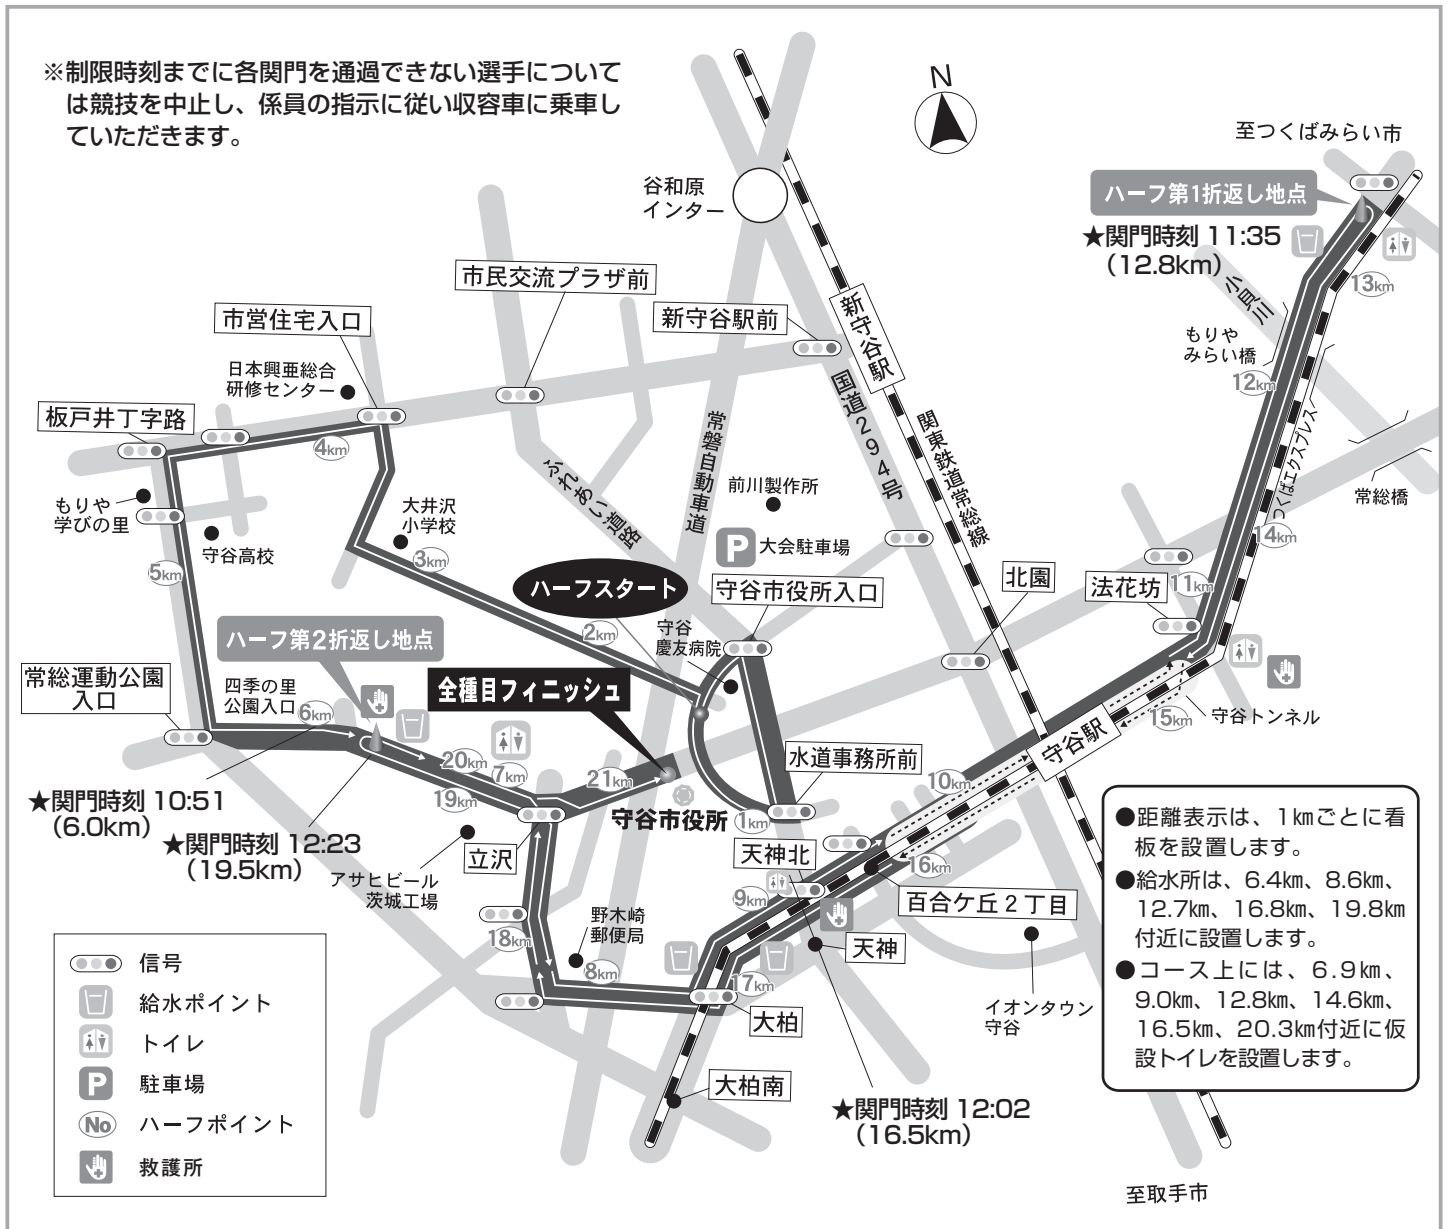 ※制限時刻までに各関門を通過できない選手について
は競技を中止し、係員の指示に従い収容車に乗車し
ていただきます。
N
至つくばみらい市
谷和原
インター
ハーフ第1折返し地点
★関門時刻 11:35
(12.8km)
13km
小貝川
市民交流プラザ前
新守谷駅前
新守谷駅
もりや
みらい橋
12km
市営住宅入口
日本興亜総合
研修センター
板戸井丁字路
4km
国道294号
関東鉄道常総線
常磐自動車道
ふれあい道路
つくばエクスプレス
常総橋
もりや
学びの里
守谷高校
大井沢
小学校
3km
前川製作所
P
大会駐車場
14km
5km
ハーフスタート
守谷市役所入口
北園
法花坊
11km
2km
守谷
慶友病院
ハーフ第2折返し地点
全種目フィニッシュ
常総運動公園
入口
四季の里
公園入口
6km
15km
守谷トンネル
守谷駅
20km
7km
19km
21km
水道事務所前
10km
★関門時刻 10:51
(6.0km)
★関門時刻 12:23
(19.5km)
守谷市役所
1km
立沢
天神北
16km
アサヒビール
茨城工場
9km
百合ケ丘2丁目
18km
野木崎
郵便局
天神
8km
17km
大柏
イオンタウン
守谷
大柏南
★関門時刻 12:02
(16.5km)
至取手市
●距離表示は、1kmごとに看
板を設置します。
●給水所は、6.4km、8.6km、
12.7km、16.8km、19.8km
付近に設置します。
●コース上には、6.9km、
9.0km、12.8km、14.6km、
16.5km、20.3km付近に仮
設トイレを設置します。
信号
給水ポイント
トイレ
P 駐車場
No ハーフポイント
救護所